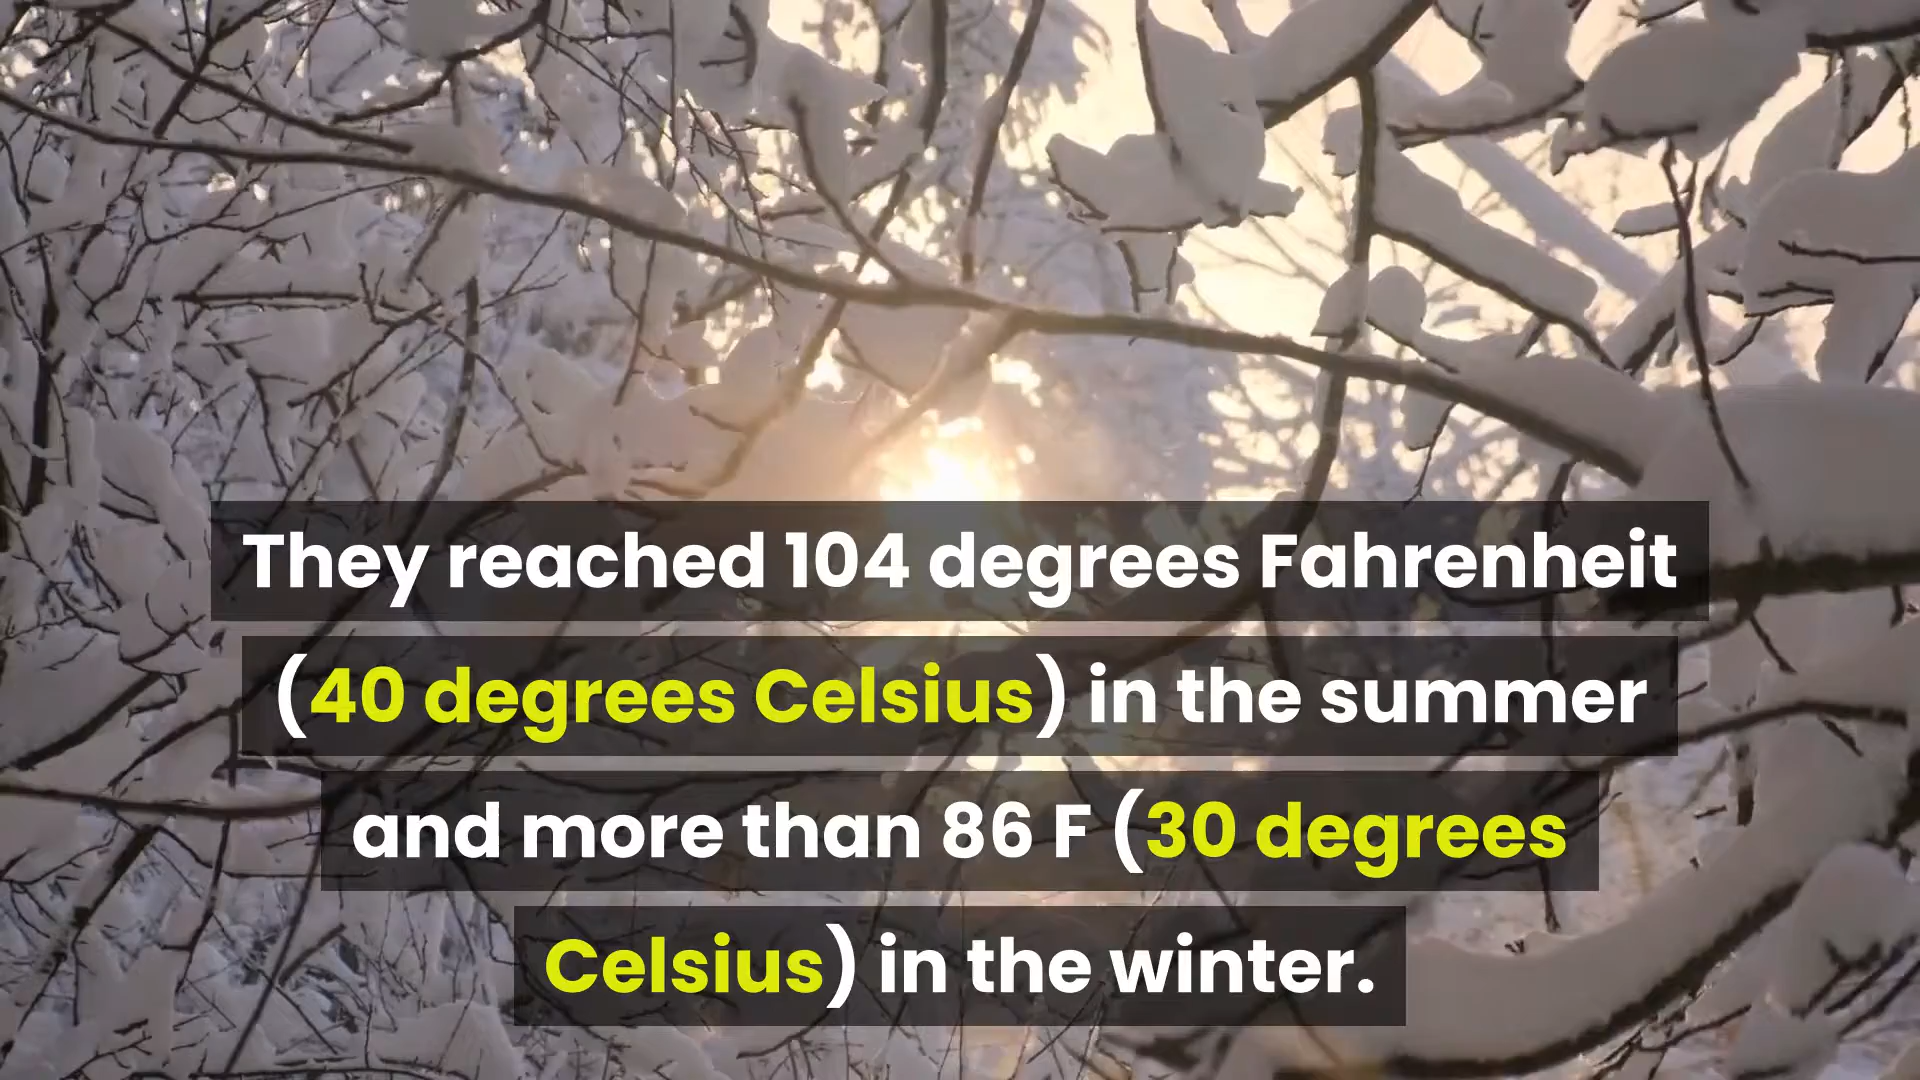 They reached 104 degrees Fahrenheit
(40 degrees Celsius) in the summer
and more than 86 F (30 degrees
Celsius) in the winter.